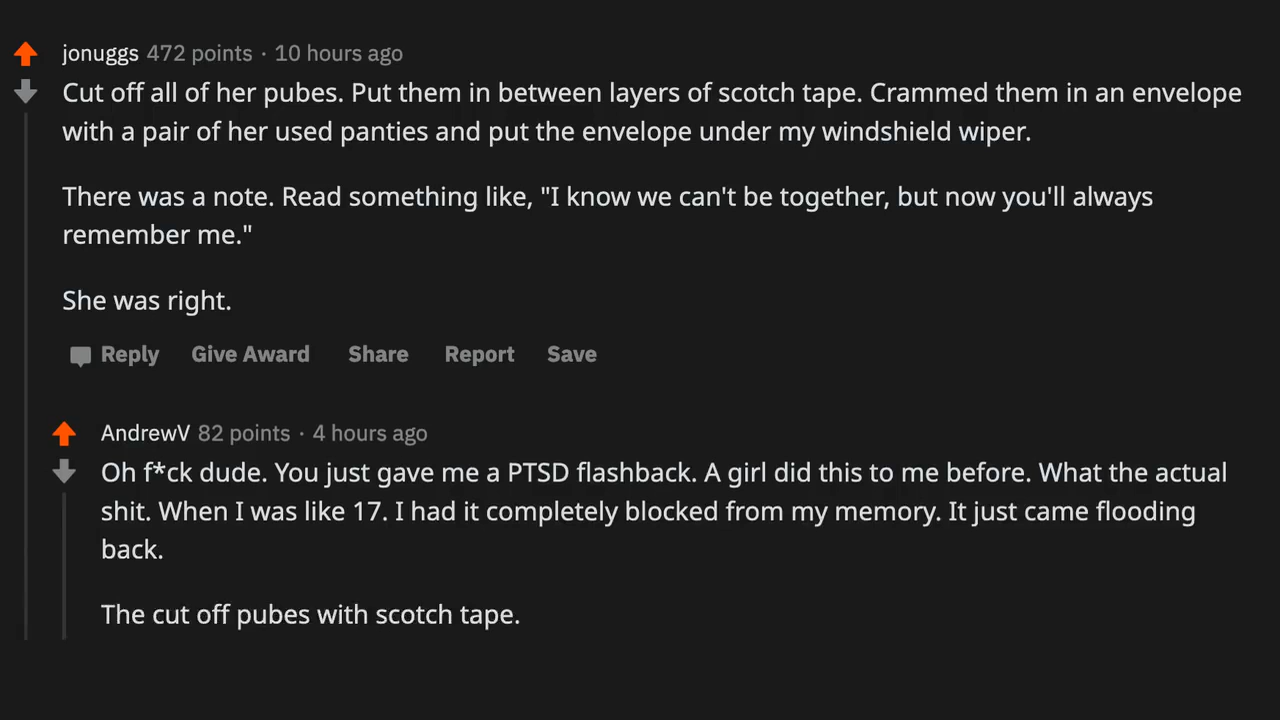 jonuggs 472 points · 10 hours ago
Cut off all of her pubes. Put them in between layers of scotch tape. Crammed them in an envelope
with a pair of her used panties and put the envelope under my windshield wiper.
There was a note. Read something like, "I know we can't be together, but now you'll always
remember me."
She was right.
Reply Give Award Share Report Save
AndrewV 82 points · 4 hours ago
Oh f*ck dude. You just gave me a PTSD flashback. A girl did this to me before. What the actual
shit. When I was like 17. I had it completely blocked from my memory. It just came flooding
back.
The cut off pubes with scotch tape.